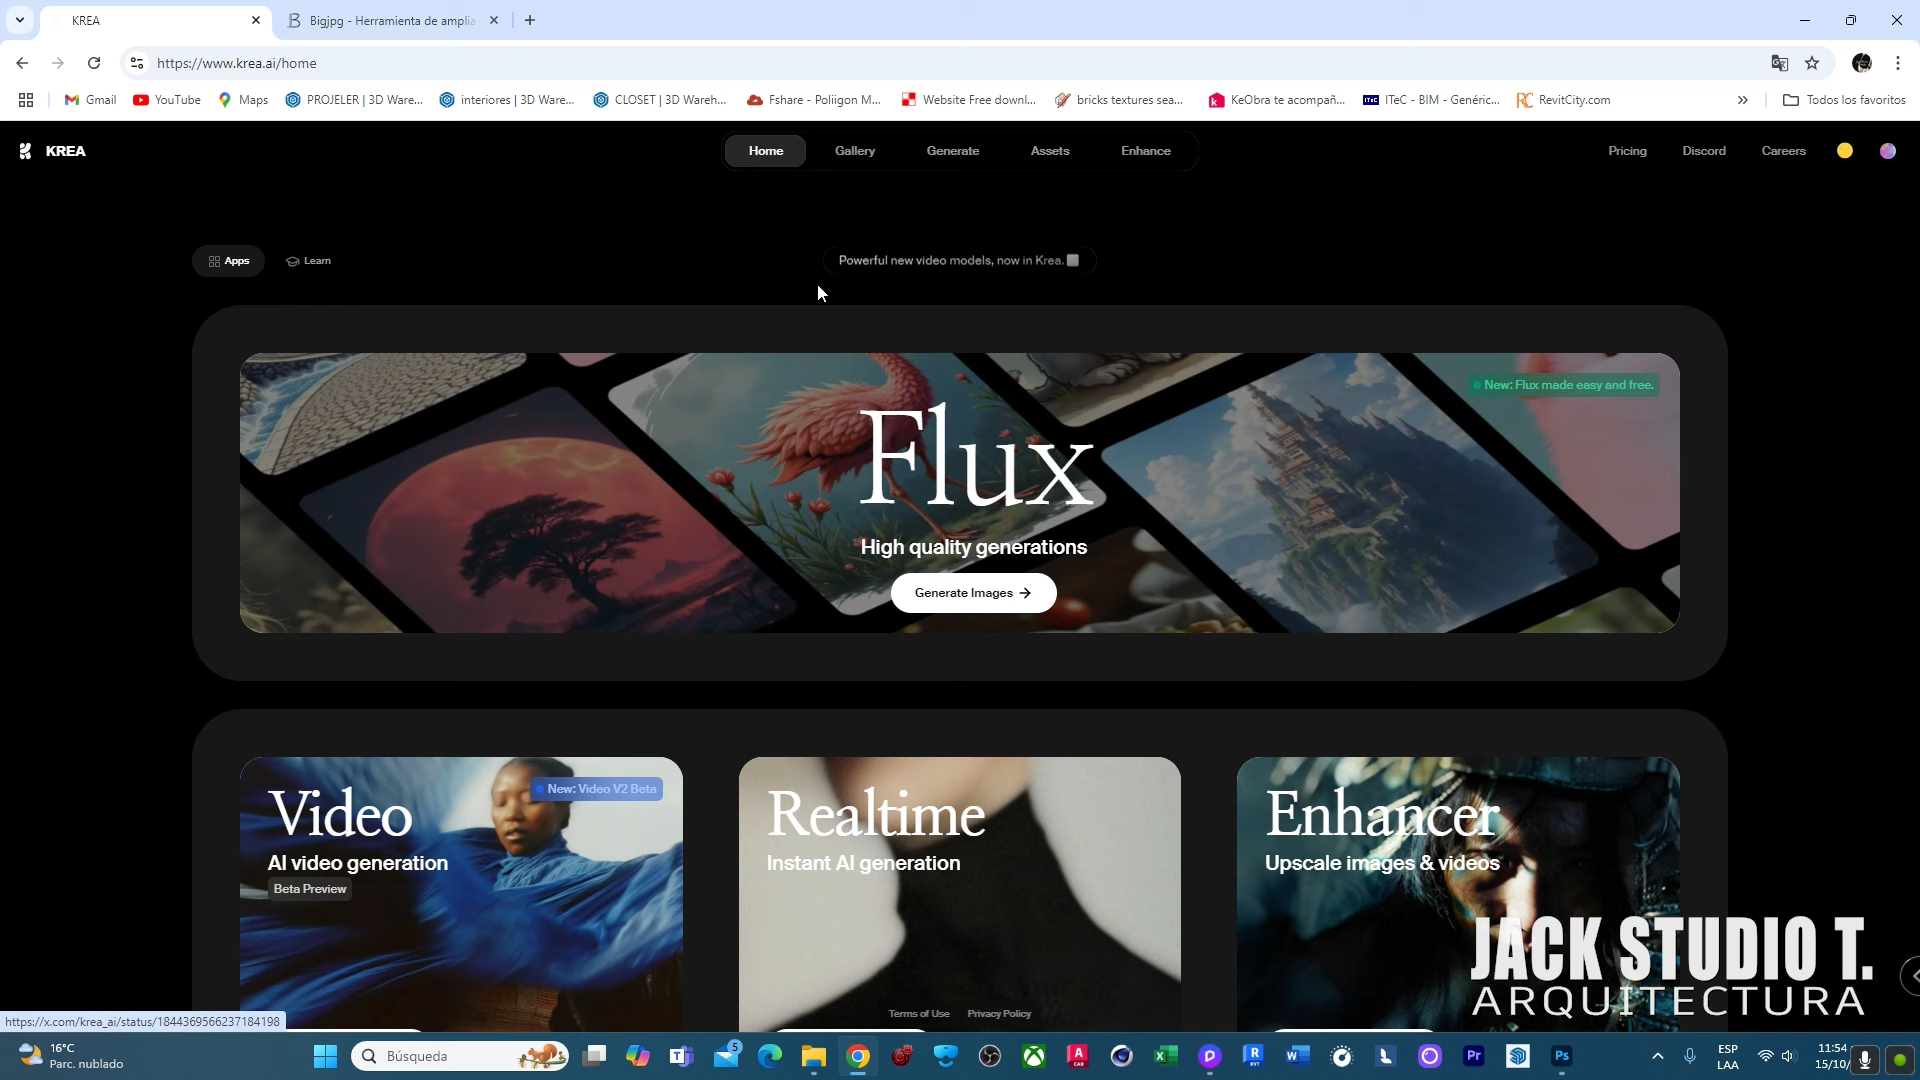 KREA
Bigjpg - Herramienta de amplia
https://www.krea.ai/home
Gmail
YouTube
Maps
PROJELER | 3D Ware...
interiores | 3D Ware...
CLOSET | 3D Wareh...
Fshare - Poliigon M...
Website Free downl...
bricks textures sea...
KeObra te acompañ...
ITeC - BIM - Genéric...
RevitCity.com
Todos los favoritos
KREA
Home
Gallery
Generate
Assets
Enhance
Pricing
Discord
Careers
Apps
Learn
Powerful new video models, now in Krea.
New: Flux made easy and free.
Flux
High quality generations
Generate Images →
Video
New: Video V2 Beta
AI video generation
Beta Preview
Realtime
Instant AI generation
Enhancer
Upscale images & videos
JACK STUDIO T.
ARQUITECTURA
Terms of Use
Privacy Policy
https://x.com/krea_ai/status/1844369566237184198
16°C
Parc. nublado
Búsqueda
5
ESP
LAA
11:54
15/10/